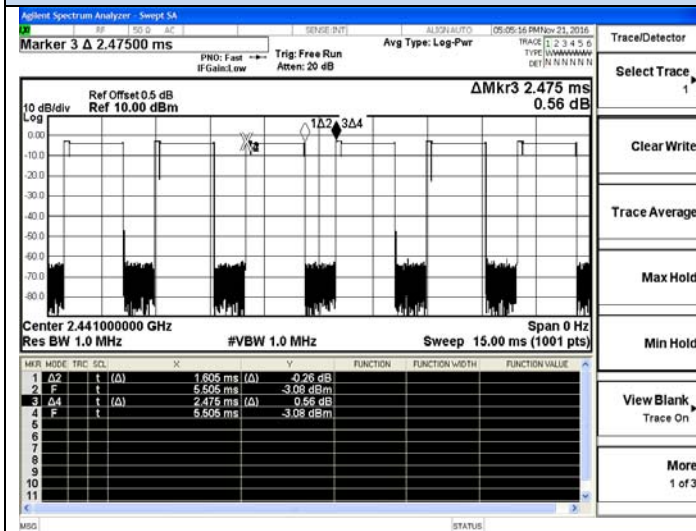 Agilent Spectrum Analyzer - Swept SA
RF 50 Ω AC SENSE:INT ALIGN AUTO 05:05:16 PM Nov 21, 2016
Marker 3 Δ 2.47500 ms
PNO: Fast
IFGain:Low
Trig: Free Run
Atten: 20 dB
Avg Type: Log-Pwr
TRACE 1 2 3 4 5 6
TYPE WWWWWW
DET N N N N N N
Ref Offset 0.5 dB
10 dB/div Ref 10.00 dBm
ΔMkr3 2.475 ms
0.56 dB
Log
1Δ2 3Δ4
0.00
-10.0
-20.0
-30.0
-40.0
-50.0
-60.0
-70.0
-80.0
Center 2.441000000 GHz Span 0 Hz
Res BW 1.0 MHz #VBW 1.0 MHz Sweep 15.00 ms (1001 pts)
MKR MODE TRC SCL X Y FUNCTION FUNCTION WIDTH FUNCTION VALUE
1 Δ2 t (Δ) 1.605 ms (Δ) -0.26 dB
2 F t 5.505 ms -3.08 dBm
3 Δ4 t (Δ) 2.475 ms (Δ) 0.56 dB
4 F t 5.505 ms -3.08 dBm
5
6
7
8
9
10
11
MSG STATUS
Trace/Detector
Select Trace
1
Clear Write
Trace Average
Max Hold
Min Hold
View Blank
Trace On
More
1 of 3